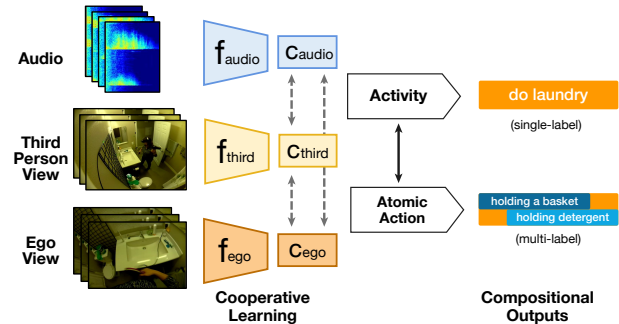 Audio
f audio
C audio
Activity
do laundry
(single-label)
Third
Person
View
f third
C third
Atomic
Action
holding a basket
holding detergent
(multi-label)
Ego
View
f ego
C ego
Cooperative
Learning
Compositional
Outputs